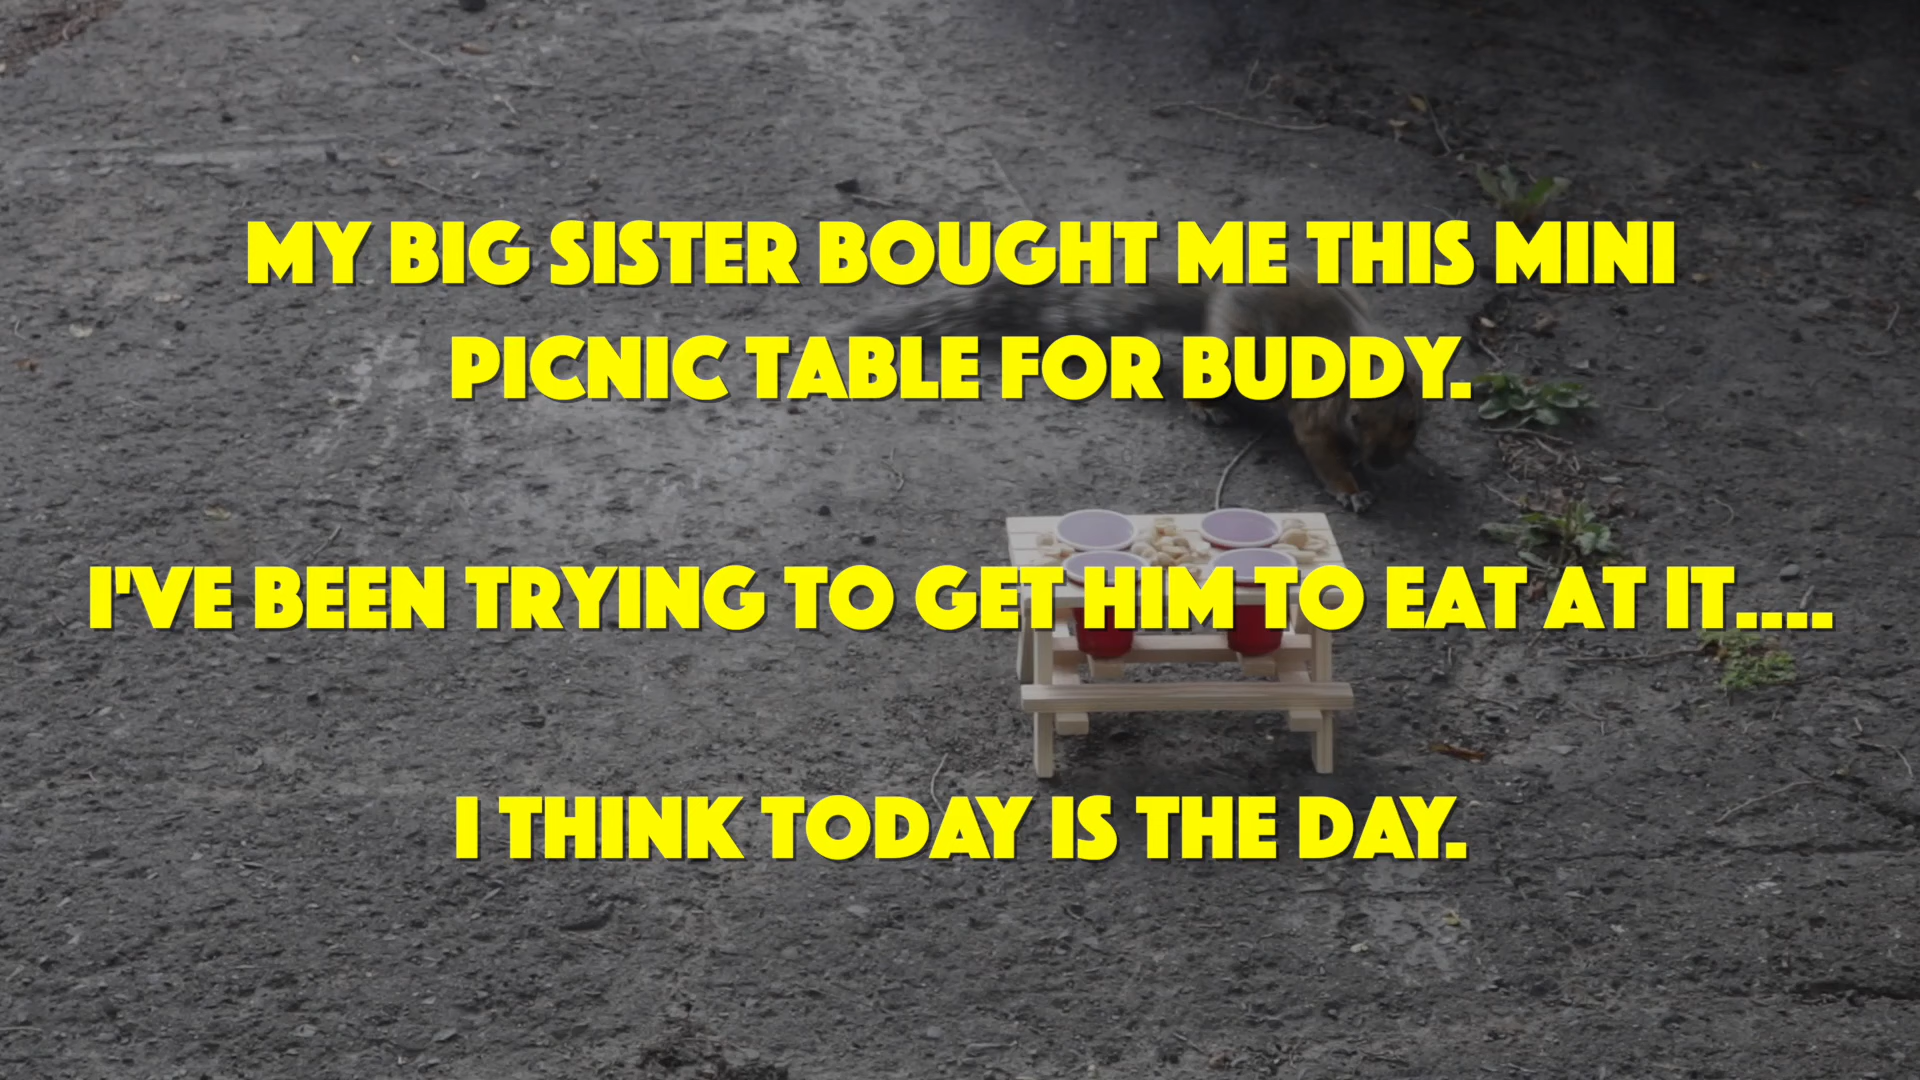 MY BIG SISTER BOUGHT ME THIS MINI
PICNIC TABLE FOR BUDDY.
I'VE BEEN TRYING TO GET HIM TO EAT AT IT....
I THINK TODAY IS THE DAY.